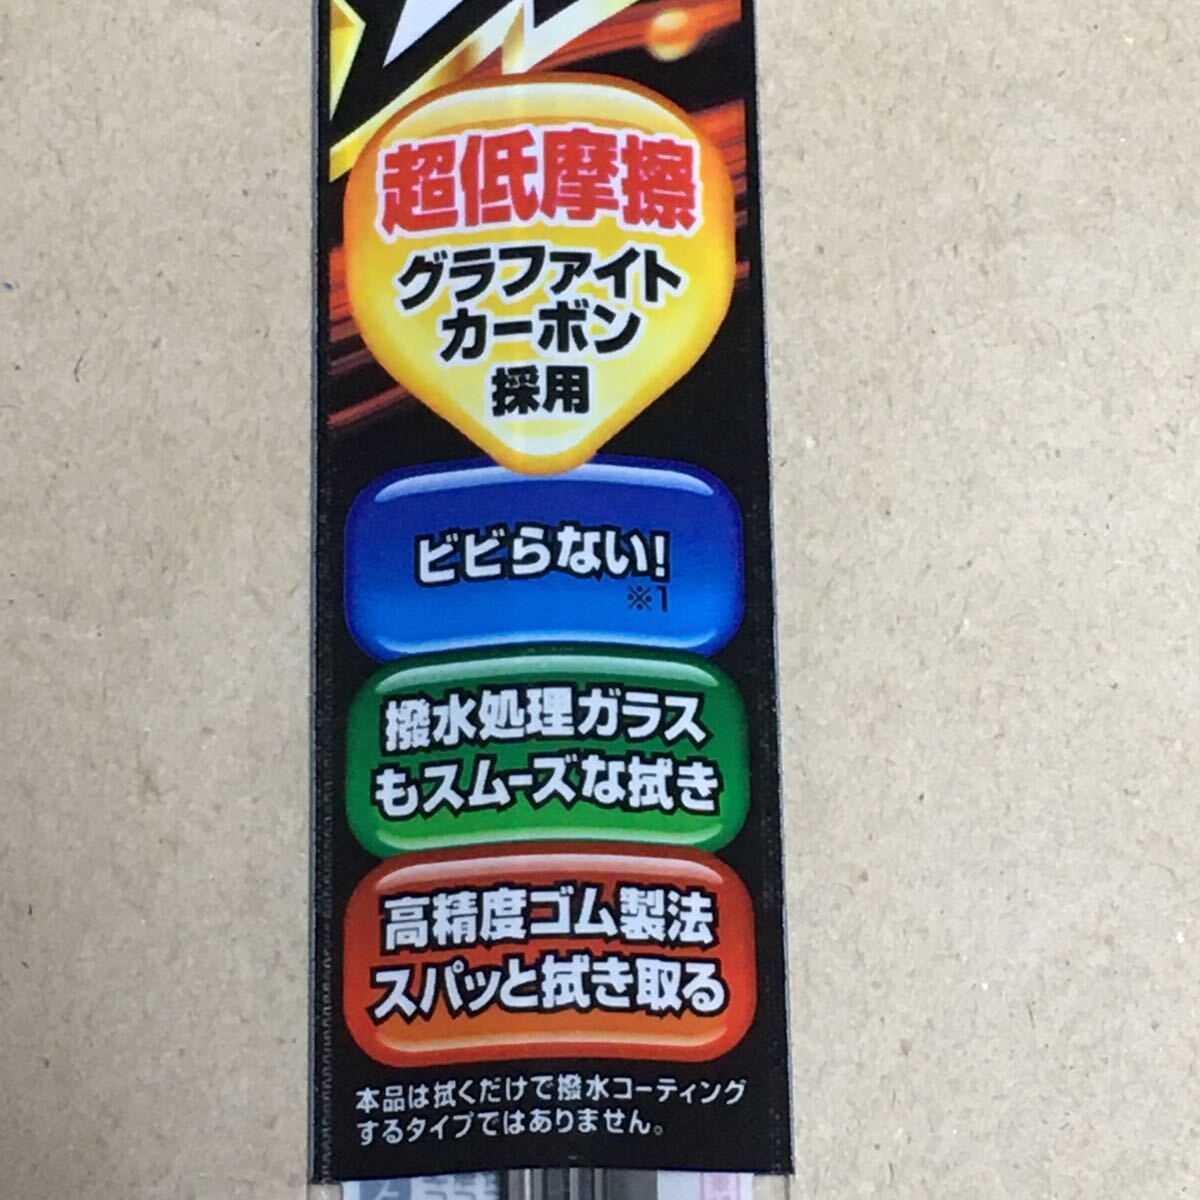 超低摩擦
グラファイト
カーボン
採用
ビビらない!
※1
撥水処理ガラス
もスムーズな拭き
高精度ゴム製法
スパッと拭き取る
本品は拭くだけで撥水コーティング
するタイプではありません。